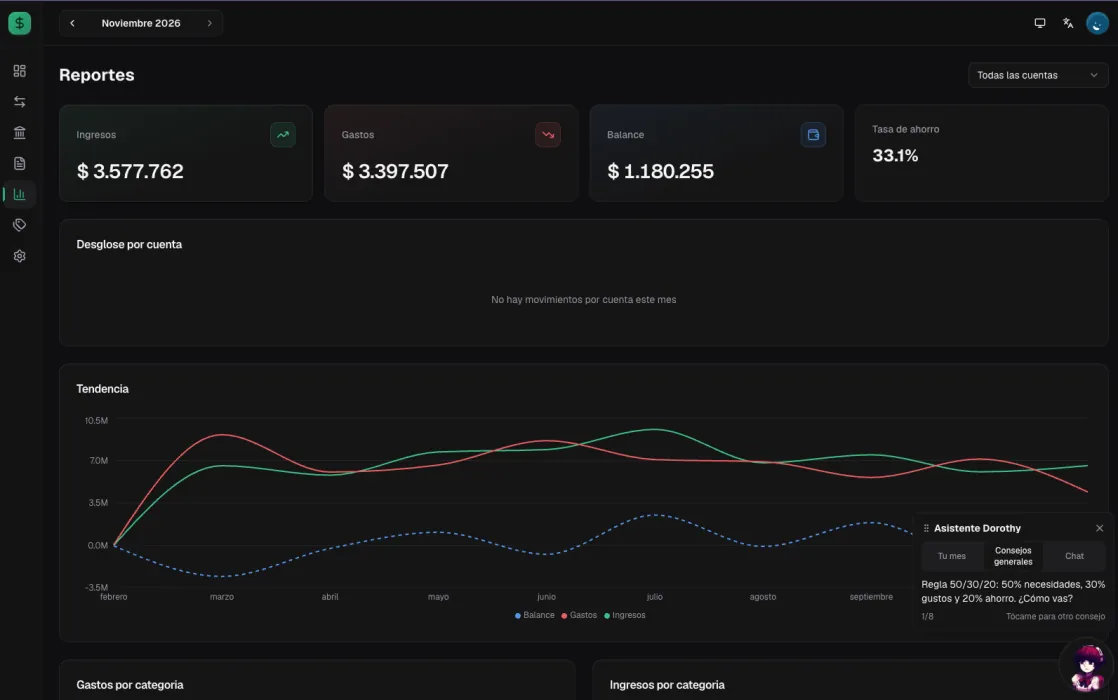 $
Noviembre 2026
Reportes
Todas las cuentas
Ingresos
$ 3.577.762
Gastos
$ 3.397.507
Balance
$ 1.180.255
Tasa de ahorro
33.1%
Desglose por cuenta
No hay movimientos por cuenta este mes
Tendencia
10.5M
7.0M
3.5M
0.0M
-3.5M
febrero
marzo
abril
mayo
junio
julio
agosto
septiembre
Balance
Gastos
Ingresos
Asistente Dorothy
Tu mes
Consejos
generales
Chat
Regla 50/30/20: 50% necesidades, 30%
gustos y 20% ahorro. ¿Cómo vas?
1/8
Tócame para otro consejo
Gastos por categoria
Ingresos por categoria